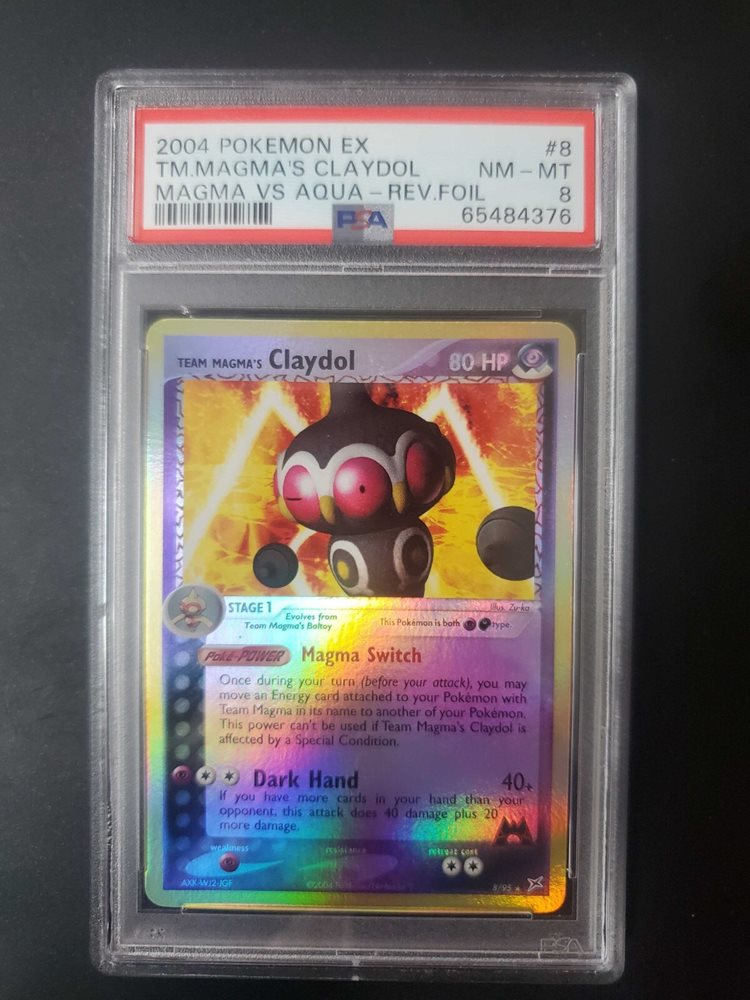 2004 POKEMON EX #8
TM.MAGMA'S CLAYDOL NM - MT
MAGMA VS AQUA - REV.FOIL 8
PSA 65484376
TEAM MAGMA'S Claydol 80 HP
STAGE 1 Illus. Zu-ka
Evolves from
Team Magma's Baltoy
This Pokémon is both type.
Poké-POWER Magma Switch
Once during your turn (before your attack), you may
move an Energy card attached to your Pokémon with
Team Magma in its name to another of your Pokémon.
This power can't be used if Team Magma's Claydol is
affected by a Special Condition.
Dark Hand 40+
If you have more cards in your hand than your
opponent, this attack does 40 damage plus 20
more damage.
weakness resistance retreat cost
AXK-WJ2-JGF ©2004 8/95
PSA